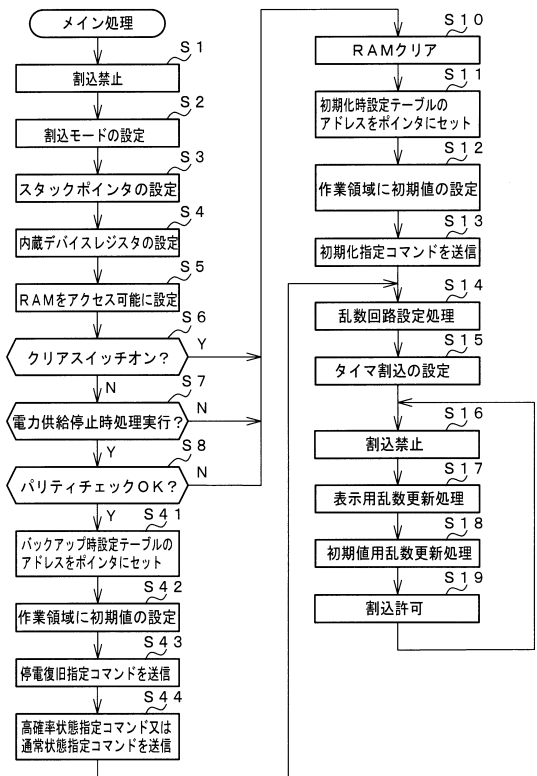 メイン処理
S1
割込禁止
S2
割込モードの設定
S3
スタックポインタの設定
S4
内蔵デバイスレジスタの設定
S5
RAMをアクセス可能に設定
S6
クリアスイッチオン?
Y
N
S7
電力供給停止時処理実行?
N
Y
S8
パリティチェックOK?
N
Y
S41
バックアップ時設定テーブルの
アドレスをポインタにセット
S42
作業領域に初期値の設定
S43
停電復旧指定コマンドを送信
S44
高確率状態指定コマンド又は
通常状態指定コマンドを送信
S10
RAMクリア
S11
初期化時設定テーブルの
アドレスをポインタにセット
S12
作業領域に初期値の設定
S13
初期化指定コマンドを送信
S14
乱数回路設定処理
S15
タイマ割込の設定
S16
割込禁止
S17
表示用乱数更新処理
S18
初期値用乱数更新処理
S19
割込許可